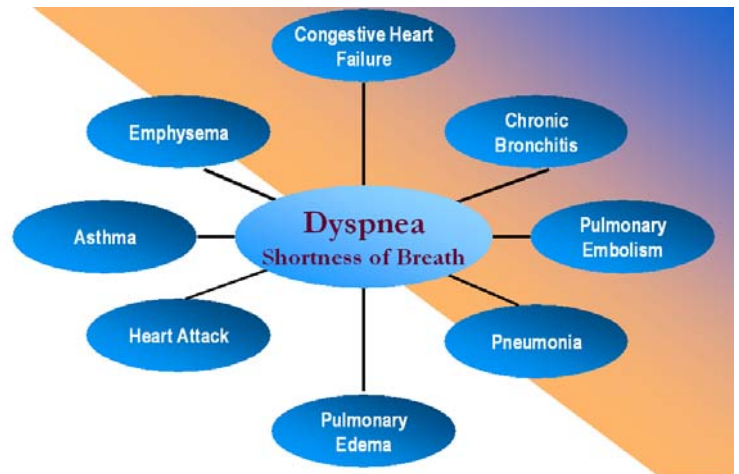 Congestive Heart
Failure
Emphysema
Chronic
Bronchitis
Dyspnea
Shortness of Breath
Asthma
Pulmonary
Embolism
Heart Attack
Pneumonia
Pulmonary
Edema